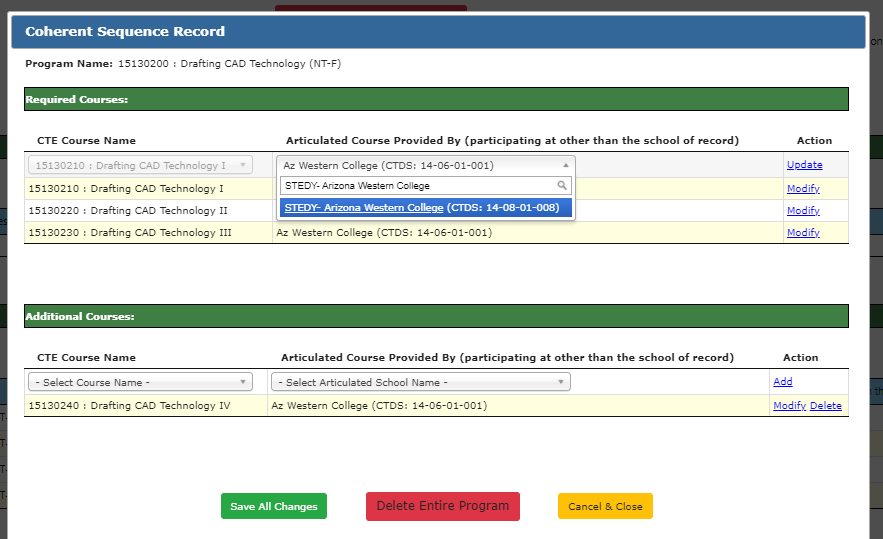 Coherent Sequence Record
on
Program Name: 15130200 : Drafting CAD Technology (NT-F)
Required Courses:
CTE Course Name Articulated Course Provided By (participating at other than the school of record) Action
15130210 : Drafting CAD Technology I Az Western College (CTDS: 14-06-01-001) Update
STEDY- Arizona Western College
15130210 : Drafting CAD Technology I Modify
STEDY- Arizona Western College (CTDS: 14-08-01-008)
15130220 : Drafting CAD Technology II Modify
15130230 : Drafting CAD Technology III Az Western College (CTDS: 14-06-01-001) Modify
Additional Courses:
CTE Course Name Articulated Course Provided By (participating at other than the school of record) Action
- Select Course Name - - Select Articulated School Name - Add
15130240 : Drafting CAD Technology IV Az Western College (CTDS: 14-06-01-001) Modify Delete
Save All Changes Delete Entire Program Cancel & Close